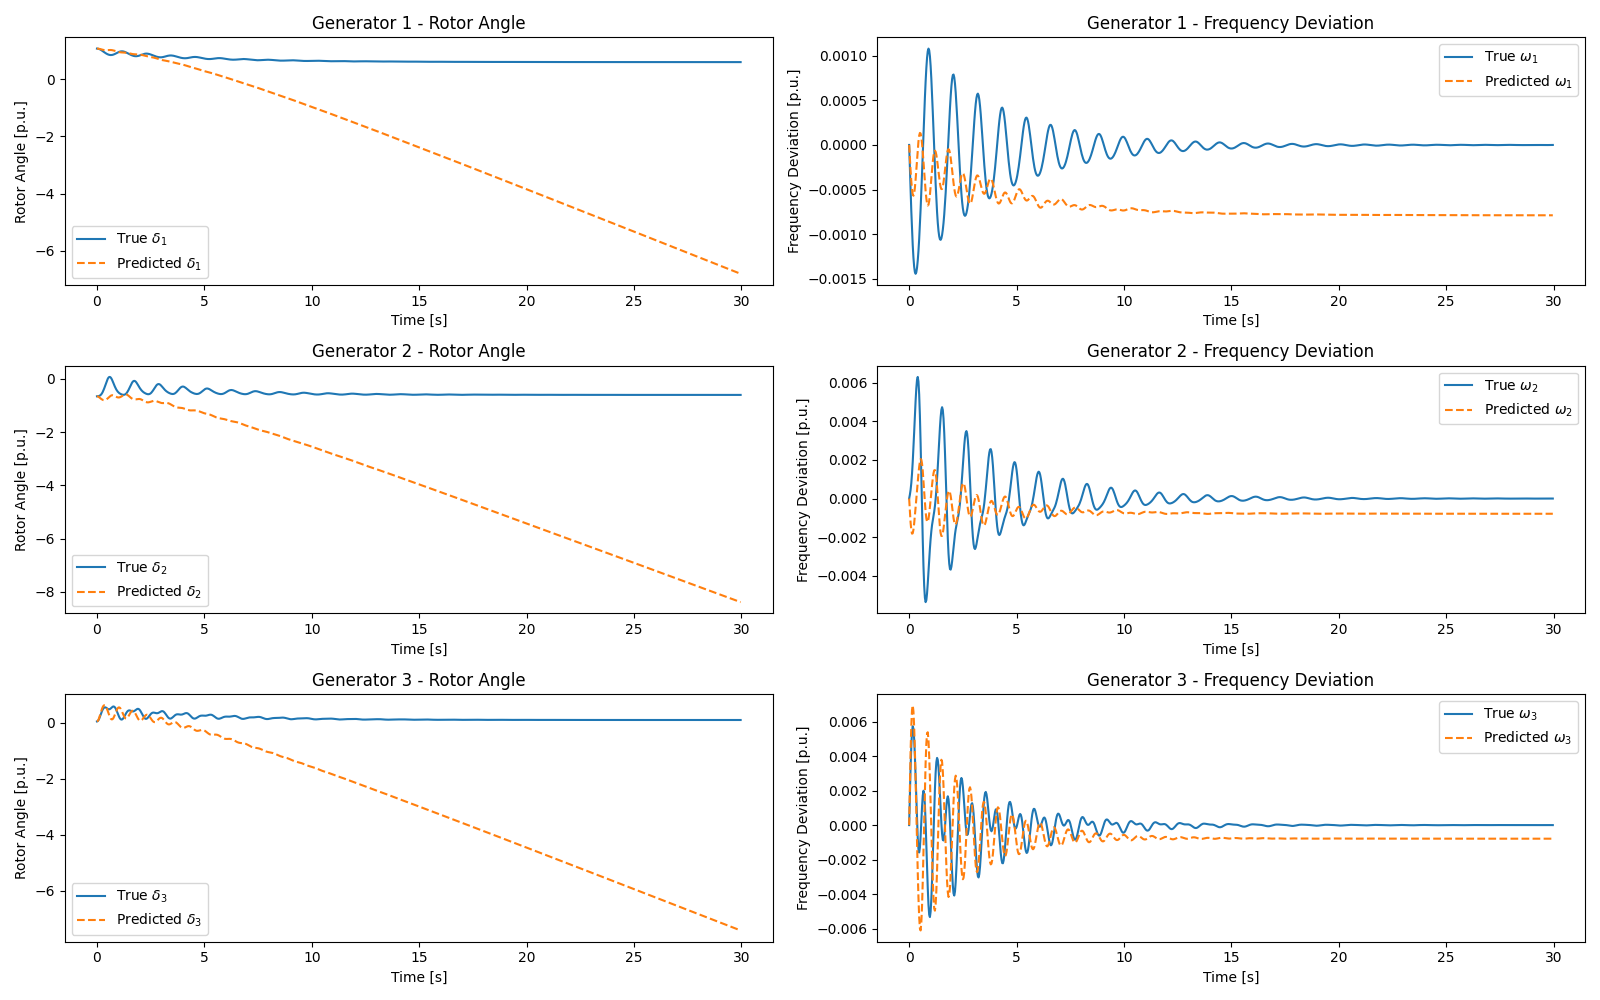 Generator 1 - Rotor Angle
Rotor Angle [p.u.]
0
−2
−4
−6
True δ₁
Predicted δ₁
0 5 10 15 20 25 30
Time [s]
Generator 1 - Frequency Deviation
Frequency Deviation [p.u.]
0.0010
0.0005
0.0000
−0.0005
−0.0010
−0.0015
True ω₁
Predicted ω₁
0 5 10 15 20 25 30
Time [s]
Generator 2 - Rotor Angle
Rotor Angle [p.u.]
0
−2
−4
−6
−8
True δ₂
Predicted δ₂
0 5 10 15 20 25 30
Time [s]
Generator 2 - Frequency Deviation
Frequency Deviation [p.u.]
0.006
0.004
0.002
0.000
−0.002
−0.004
True ω₂
Predicted ω₂
0 5 10 15 20 25 30
Time [s]
Generator 3 - Rotor Angle
Rotor Angle [p.u.]
0
−2
−4
−6
True δ₃
Predicted δ₃
0 5 10 15 20 25 30
Time [s]
Generator 3 - Frequency Deviation
Frequency Deviation [p.u.]
0.006
0.004
0.002
0.000
−0.002
−0.004
−0.006
True ω₃
Predicted ω₃
0 5 10 15 20 25 30
Time [s]